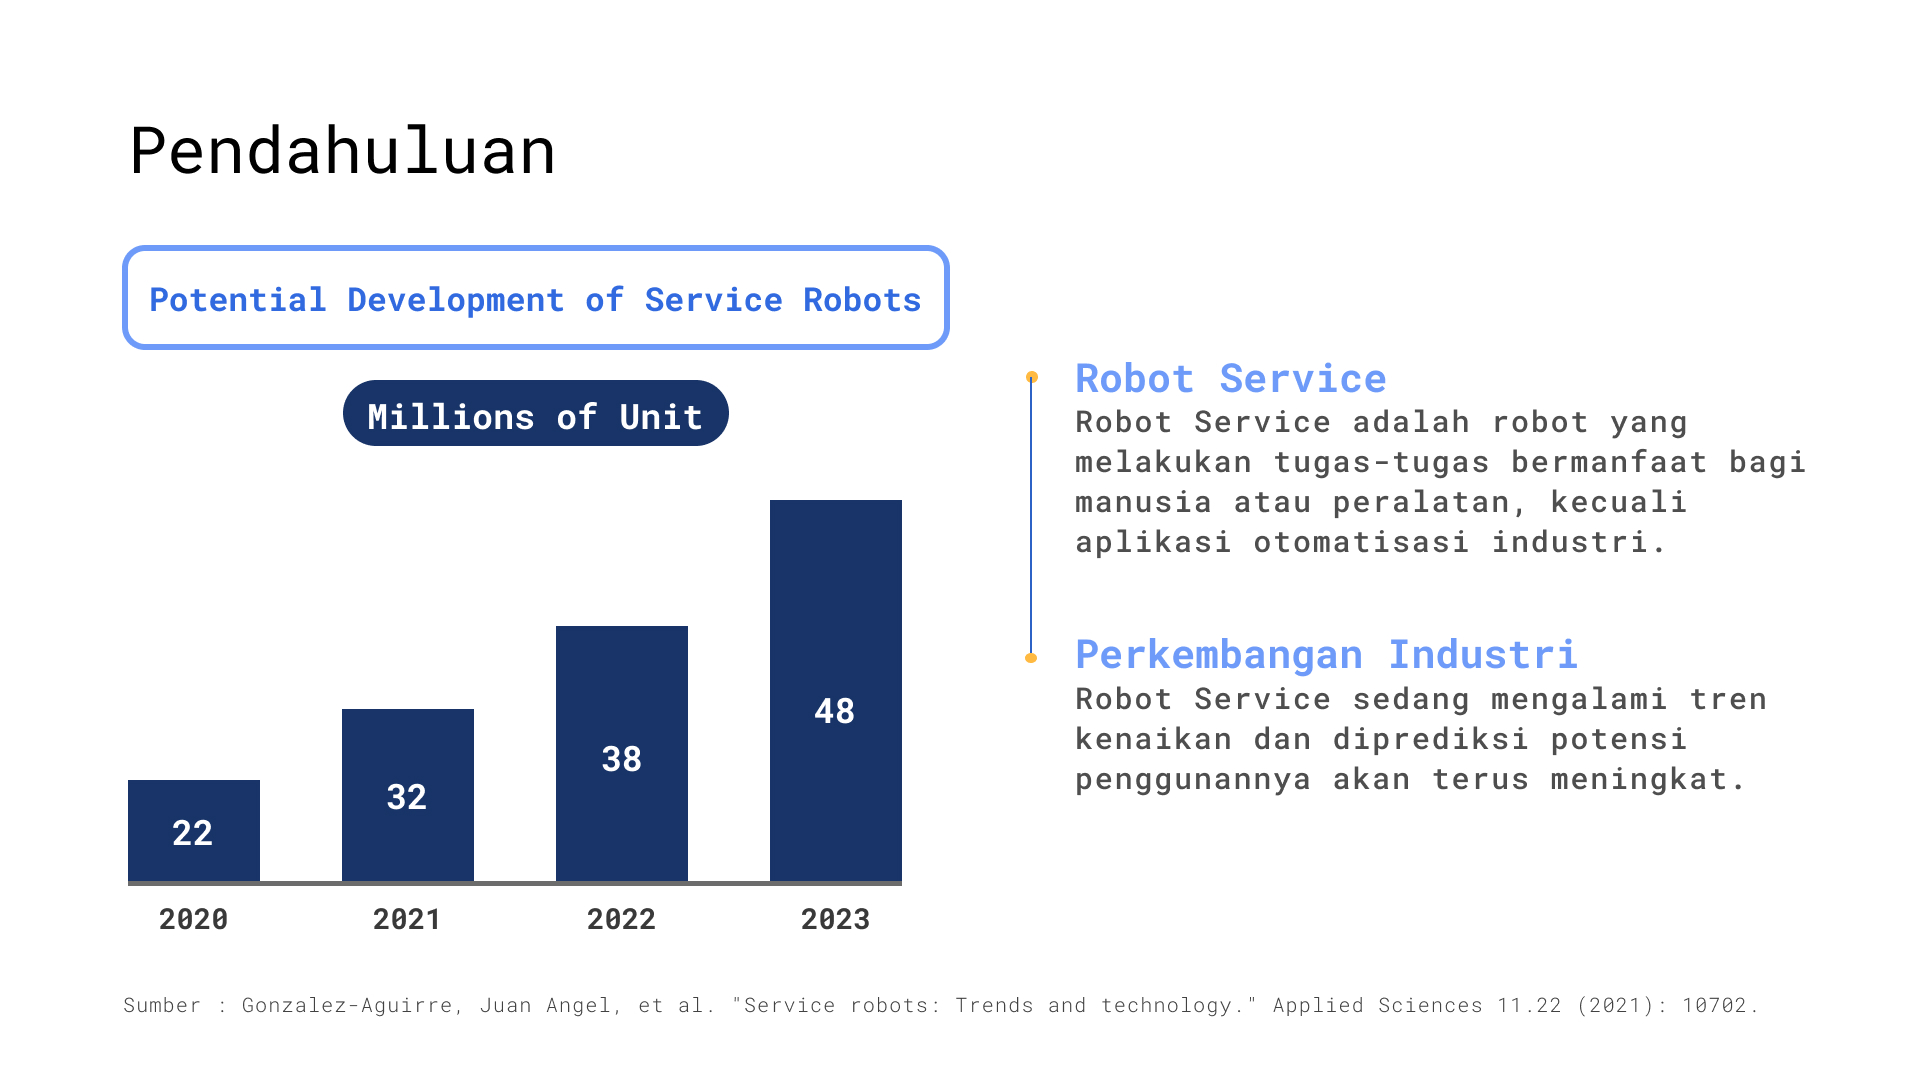 Pendahuluan
Potential Development of Service Robots
Millions of Unit
22
32
38
48
2020
2021
2022
2023
Robot Service
Robot Service adalah robot yang
melakukan tugas-tugas bermanfaat bagi
manusia atau peralatan, kecuali
aplikasi otomatisasi industri.
Perkembangan Industri
Robot Service sedang mengalami tren
kenaikan dan diprediksi potensi
penggunannya akan terus meningkat.
Sumber : Gonzalez-Aguirre, Juan Angel, et al. "Service robots: Trends and technology." Applied Sciences 11.22 (2021): 10702.